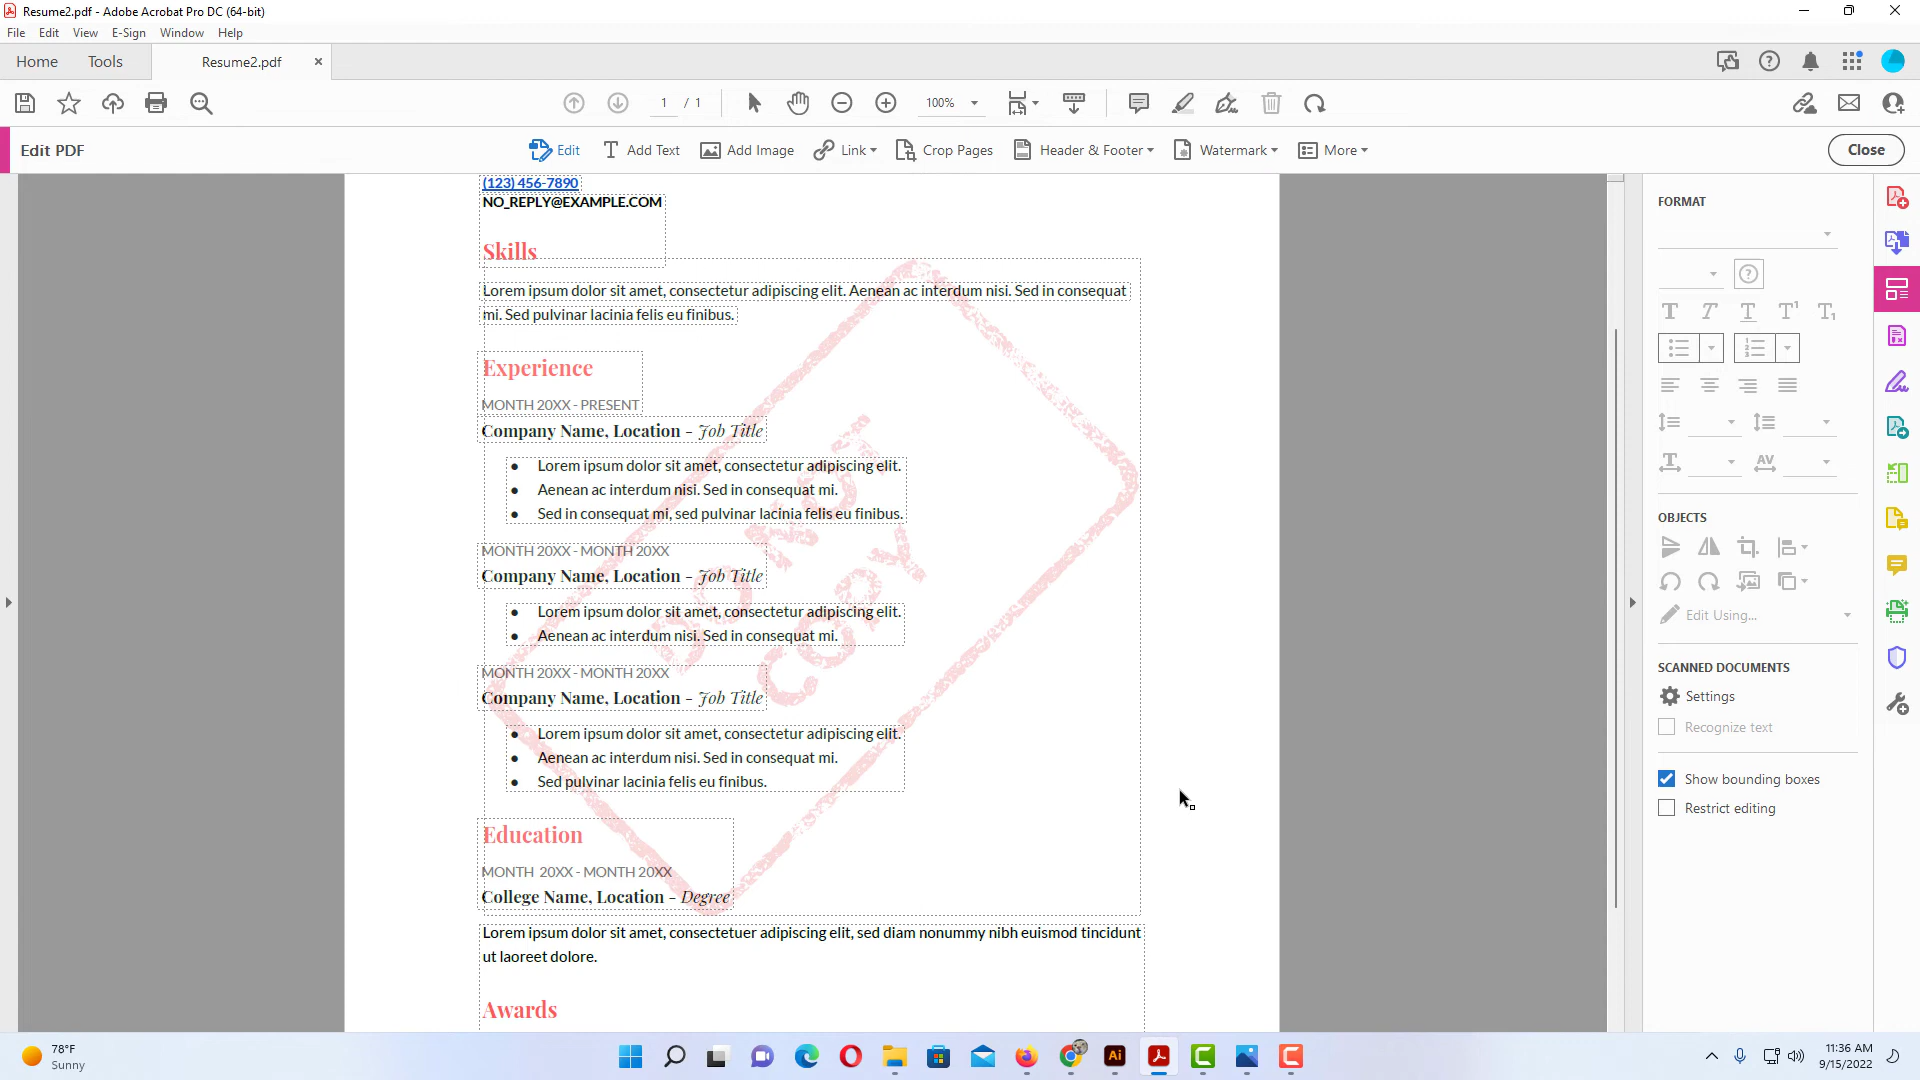 Resume2.pdf - Adobe Acrobat Pro DC (64-bit)
File Edit View E-Sign Window Help
Home Tools Resume2.pdf ×
1 / 1 100%
Edit PDF Edit Add Text Add Image Link Crop Pages Header & Footer Watermark More Close
(123) 456-7890
NO_REPLY@EXAMPLE.COM
Skills
Lorem ipsum dolor sit amet, consectetur adipiscing elit. Aenean ac interdum nisi. Sed in consequat
mi. Sed pulvinar lacinia felis eu finibus.
Experience
MONTH 20XX - PRESENT
Company Name, Location - Job Title
● Lorem ipsum dolor sit amet, consectetur adipiscing elit.
● Aenean ac interdum nisi. Sed in consequat mi.
● Sed in consequat mi, sed pulvinar lacinia felis eu finibus.
MONTH 20XX - MONTH 20XX
Company Name, Location - Job Title
● Lorem ipsum dolor sit amet, consectetur adipiscing elit.
● Aenean ac interdum nisi. Sed in consequat mi.
MONTH 20XX - MONTH 20XX
Company Name, Location - Job Title
● Lorem ipsum dolor sit amet, consectetur adipiscing elit.
● Aenean ac interdum nisi. Sed in consequat mi.
● Sed pulvinar lacinia felis eu finibus.
Education
MONTH 20XX - MONTH 20XX
College Name, Location - Degree
Lorem ipsum dolor sit amet, consectetuer adipiscing elit, sed diam nonummy nibh euismod tincidunt
ut laoreet dolore.
Awards
DO NOT
COPY
FORMAT
OBJECTS
Edit Using...
SCANNED DOCUMENTS
Settings
Recognize text
Show bounding boxes
Restrict editing
78°F
Sunny
Ai
11:36 AM
9/15/2022